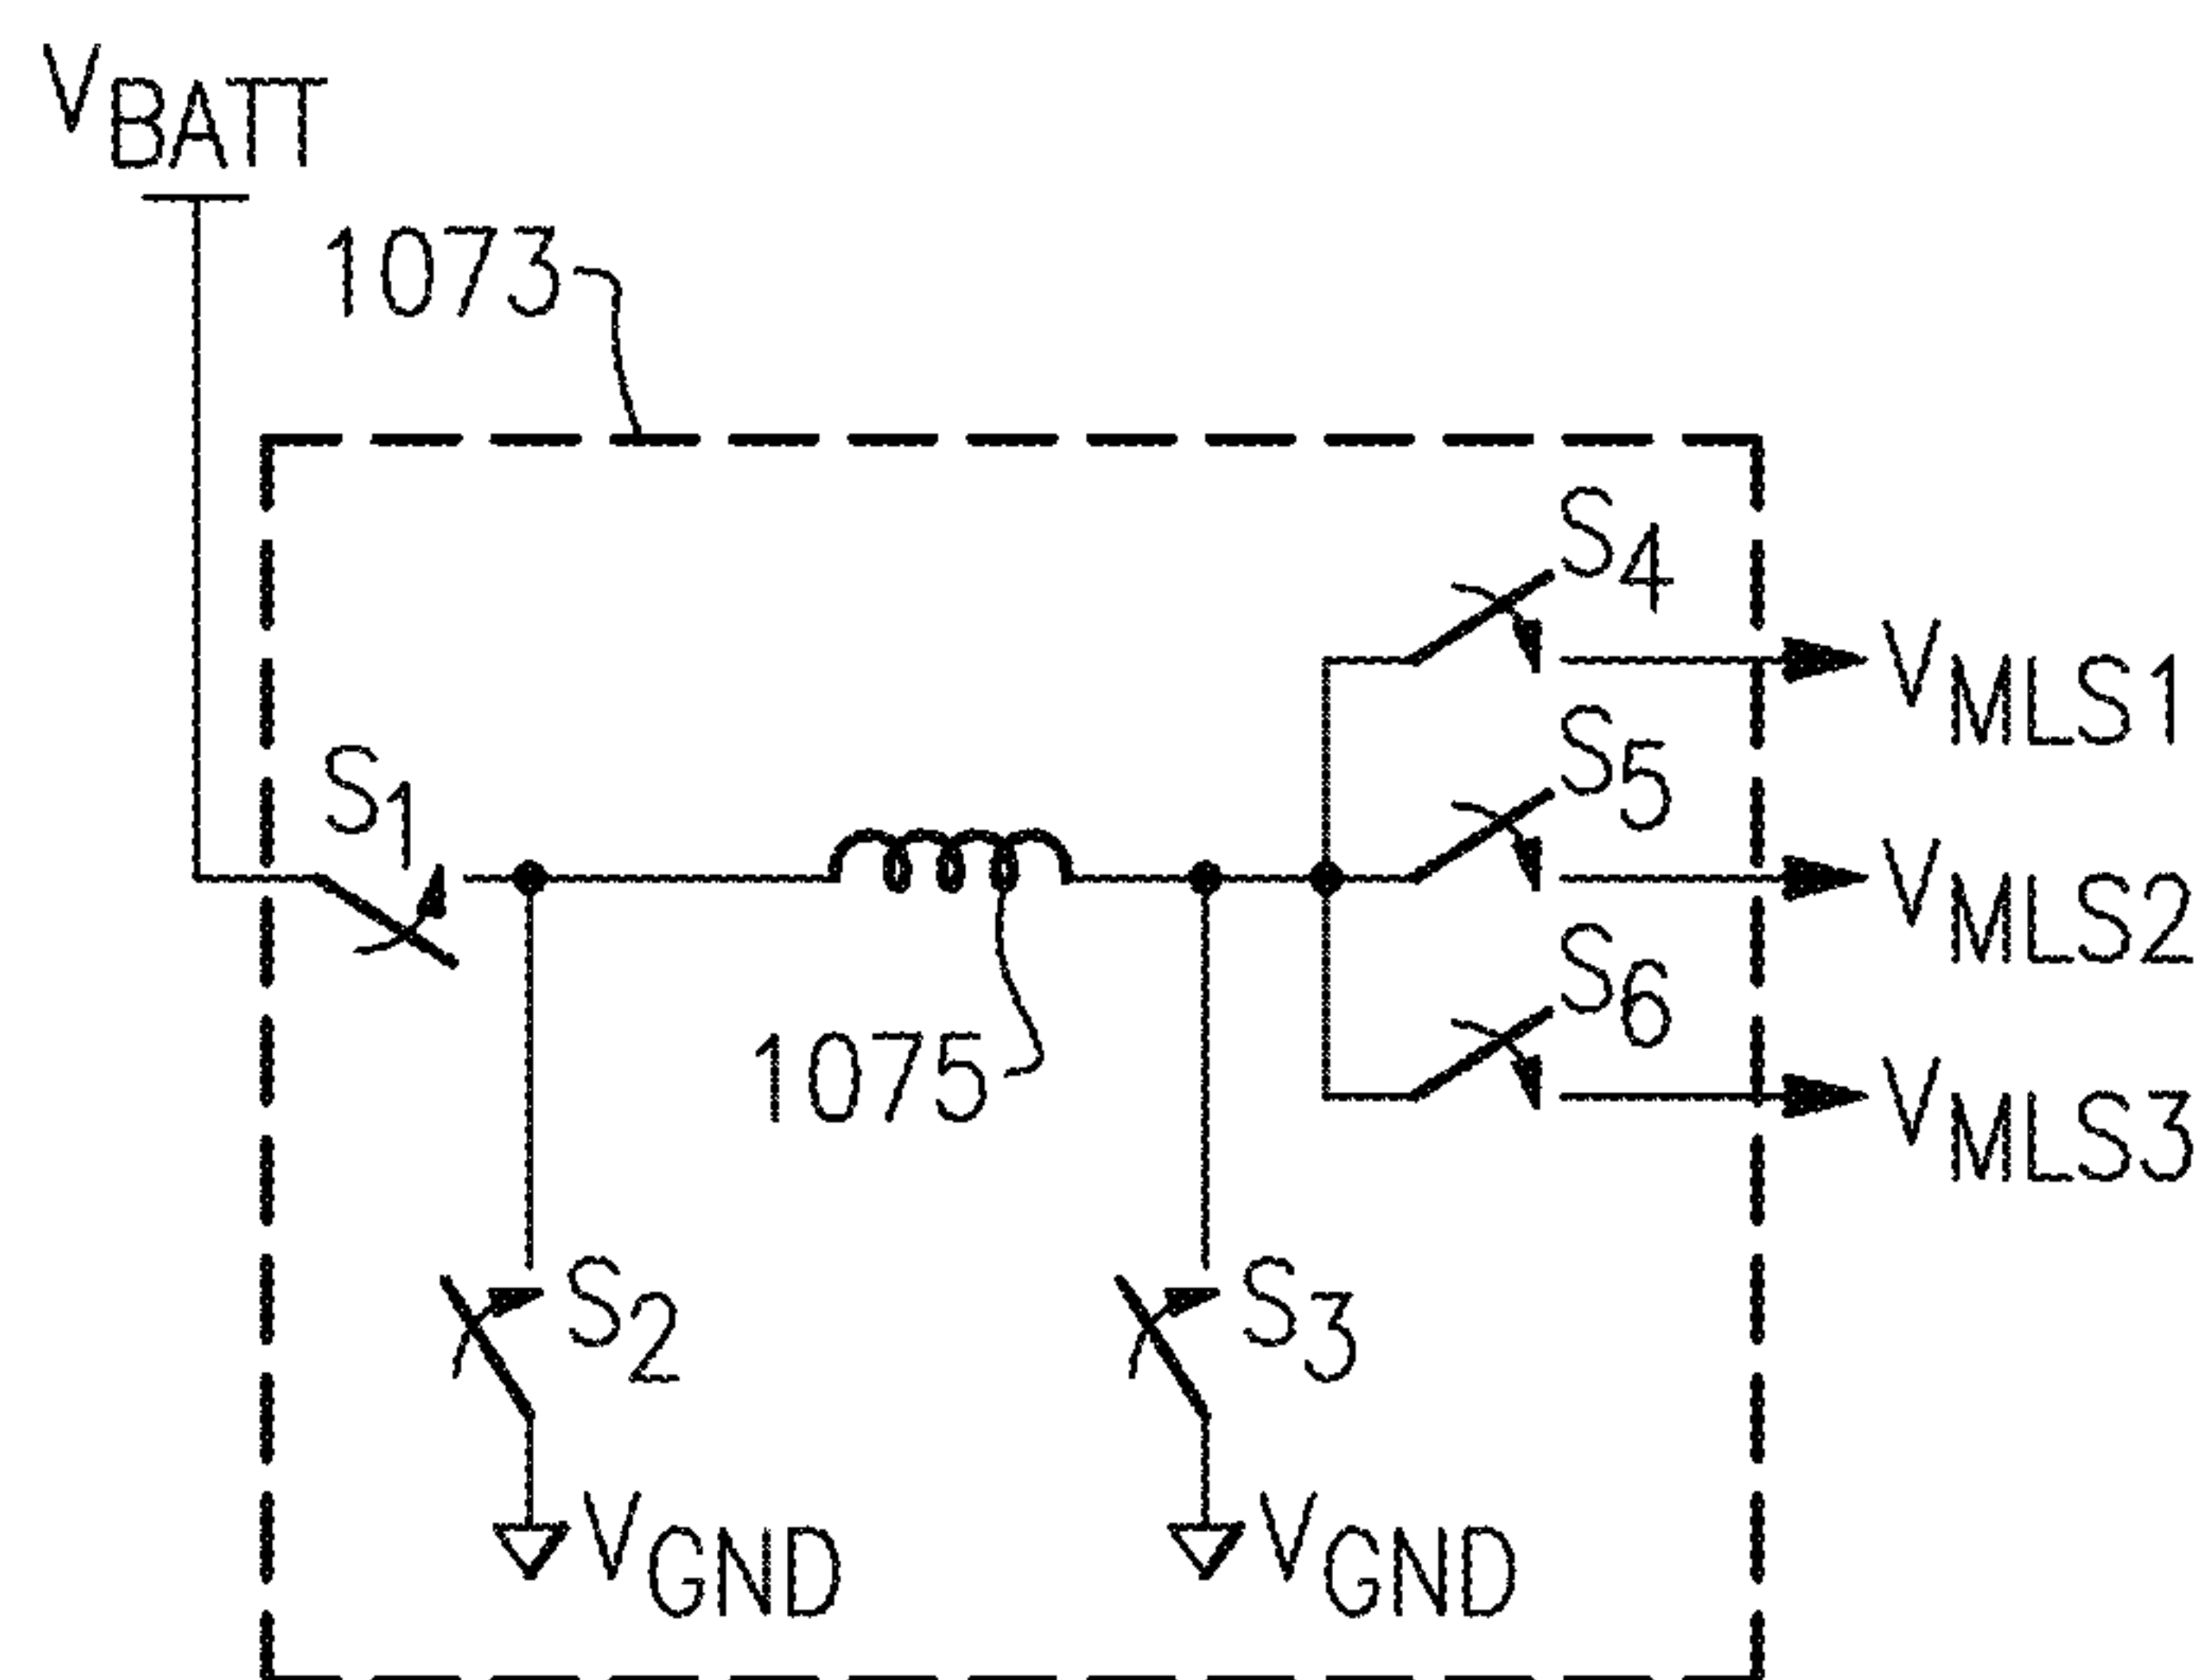 VBATT
1073
S4
VMLS1
S5
S1
VMLS2
S6
1075
VMLS3
S2
S3
VGND
VGND